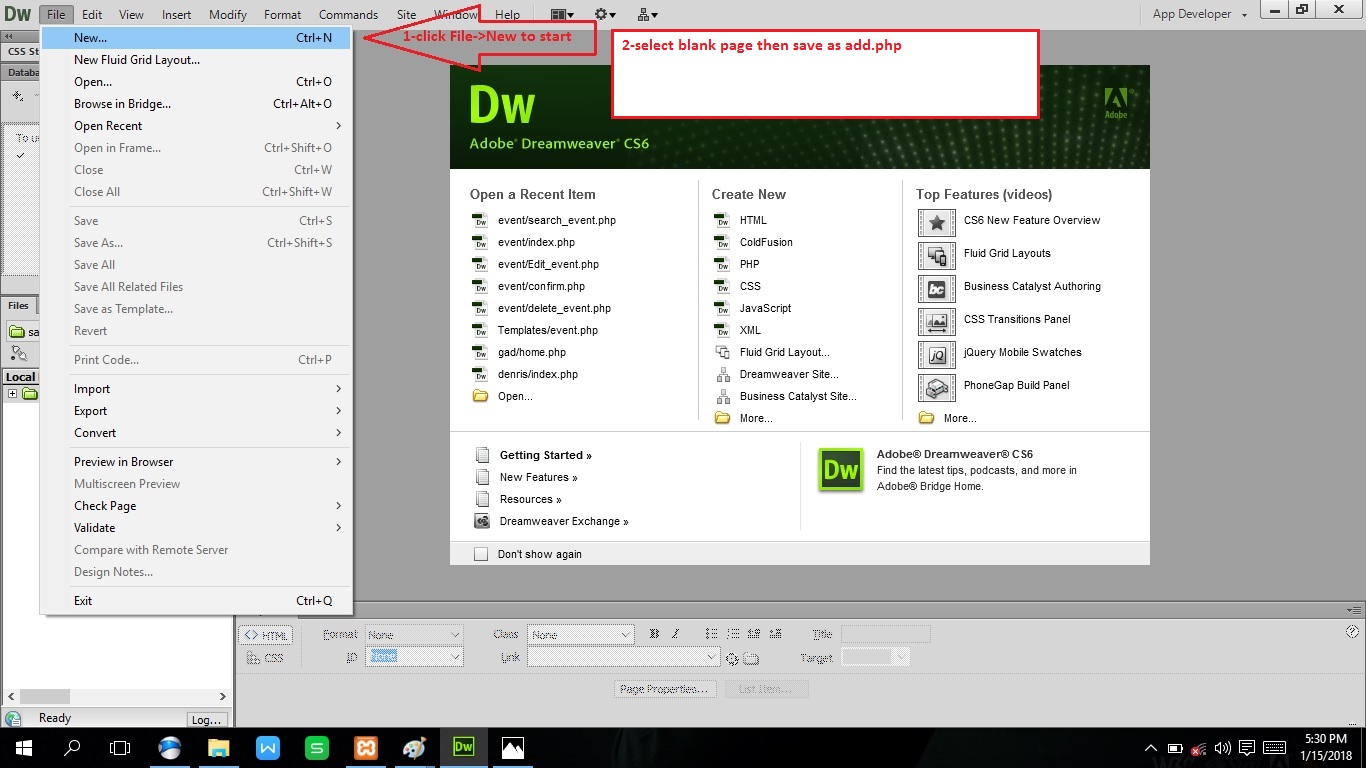 Dw File Edit View Insert Modify Format Commands Site Window Help App Developer
New... Ctrl+N
New Fluid Grid Layout...
Open... Ctrl+O
Browse in Bridge... Ctrl+Alt+O
Open Recent
Open in Frame... Ctrl+Shift+O
Close Ctrl+W
Close All Ctrl+Shift+W
Save Ctrl+S
Save As... Ctrl+Shift+S
Save All
Save All Related Files
Save as Template...
Revert
Print Code... Ctrl+P
Import
Export
Convert
Preview in Browser
Multiscreen Preview
Check Page
Validate
Compare with Remote Server
Design Notes...
Exit Ctrl+Q
CSS St
Databa
To us
Files
sa
Local
1-click File->New to start
2-select blank page then save as add.php
Dw
Adobe® Dreamweaver® CS6
Adobe
Open a Recent Item
event/search_event.php
event/index.php
event/Edit_event.php
event/confirm.php
event/delete_event.php
Templates/event.php
gad/home.php
denris/index.php
Open...
Create New
HTML
ColdFusion
PHP
CSS
JavaScript
XML
Fluid Grid Layout...
Dreamweaver Site...
Business Catalyst Site...
More...
Top Features (videos)
CS6 New Feature Overview
Fluid Grid Layouts
Business Catalyst Authoring
CSS Transitions Panel
jQuery Mobile Swatches
PhoneGap Build Panel
More...
Getting Started »
New Features »
Resources »
Dreamweaver Exchange »
Dw
Adobe® Dreamweaver® CS6
Find the latest tips, podcasts, and more in
Adobe® Bridge Home.
Don't show again
HTML Format None Class None B I Title
CSS ID None Link Target
Page Properties... List Item...
Ready Log...
W S Dw
5:30 PM
1/15/2018